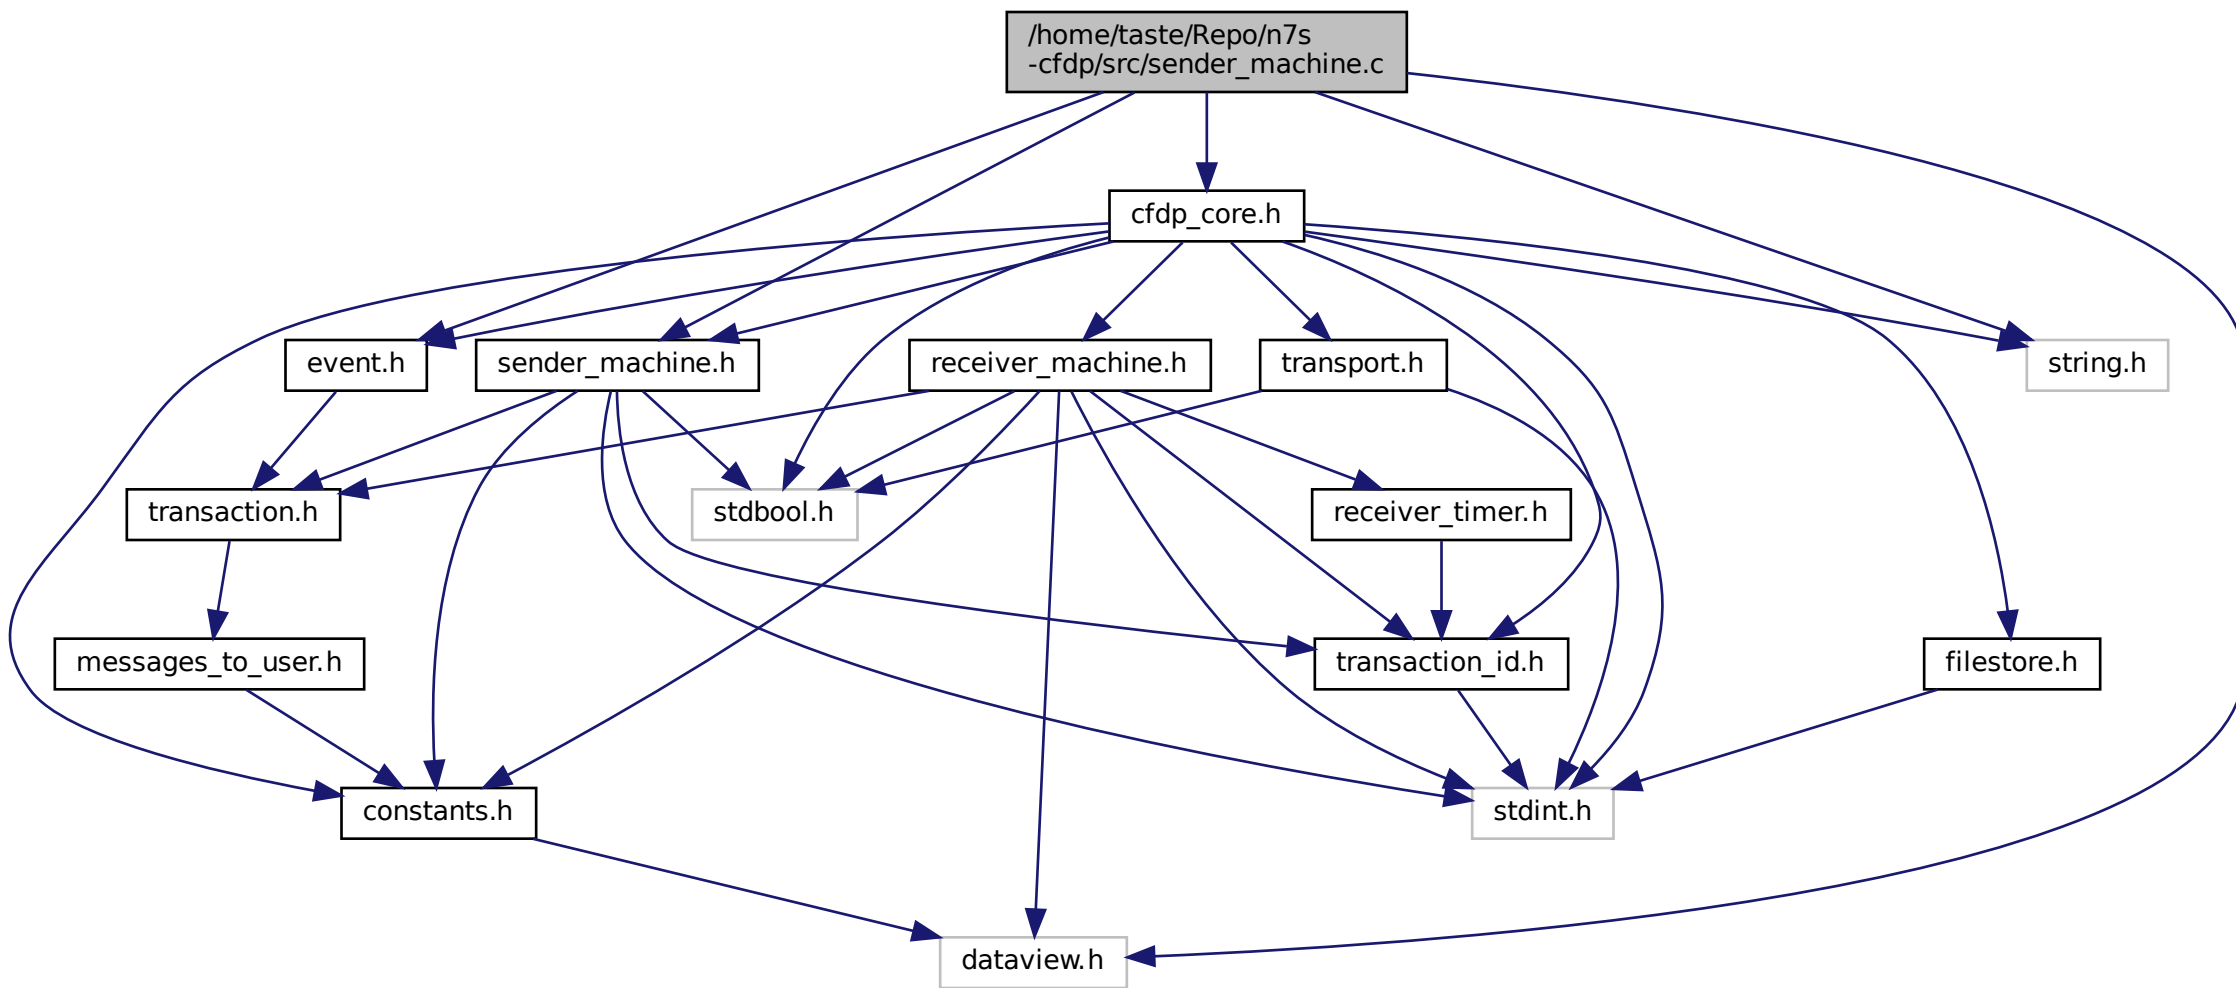 /home/taste/Repo/n7s
-cfdp/src/sender_machine.c
cfdp_core.h
event.h
sender_machine.h
receiver_machine.h
transport.h
string.h
transaction.h
stdbool.h
receiver_timer.h
messages_to_user.h
transaction_id.h
filestore.h
constants.h
stdint.h
dataview.h